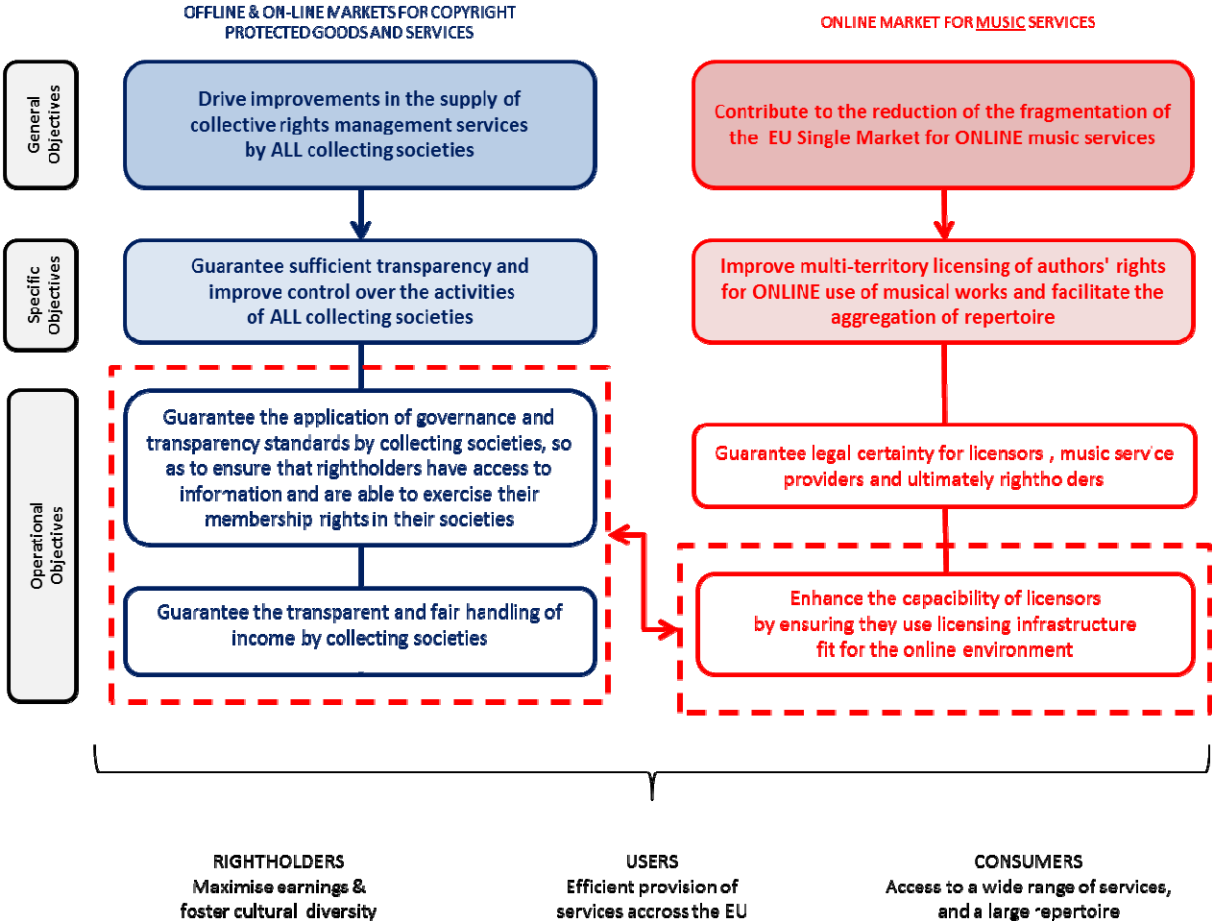 OFFLINE & ON-LINE MARKETS FOR COPYRIGHT
PROTECTED GOODS AND SERVICES
ONLINE MARKET FOR MUSIC SERVICES
General
Objectives
Drive improvements in the supply of
collective rights management services
by ALL collecting societies
Contribute to the reduction of the fragmentation of
the EU Single Market for ONLINE music services
Specific
Objectives
Guarantee sufficient transparency and
improve control over the activities
of ALL collecting societies
Improve multi-territory licensing of authors' rights
for ONLINE use of musical works and facilitate the
aggregation of repertoire
Operational
Objectives
Guarantee the application of governance and
transparency standards by collecting societies, so
as to ensure that rightholders have access to
information and are able to exercise their
membership rights in their societies
Guarantee legal certainty for licensors , music service
providers and ultimately rightholders
Guarantee the transparent and fair handling of
income by collecting societies
Enhance the capacibility of licensors
by ensuring they use licensing infrastructure
fit for the online environment
RIGHTHOLDERS
Maximise earnings &
foster cultural diversity
USERS
Efficient provision of
services accross the EU
CONSUMERS
Access to a wide range of services,
and a large repertoire